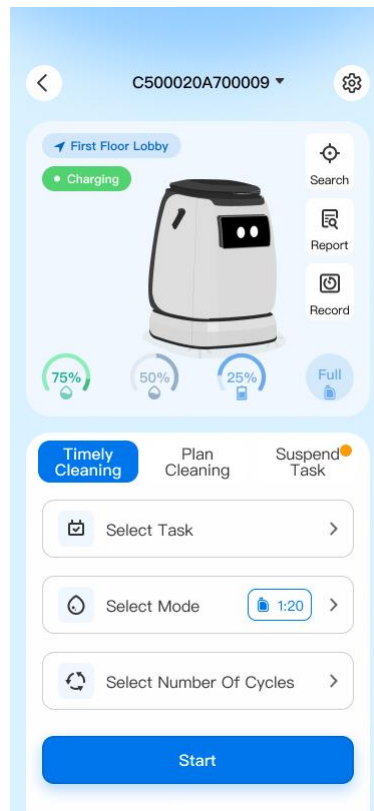 C500020A700009
First Floor Lobby
Charging
Search
Report
Record
75%
50%
25%
Full
Timely
Cleaning
Plan
Cleaning
Suspend
Task
Select Task
Select Mode
1:20
Select Number Of Cycles
Start